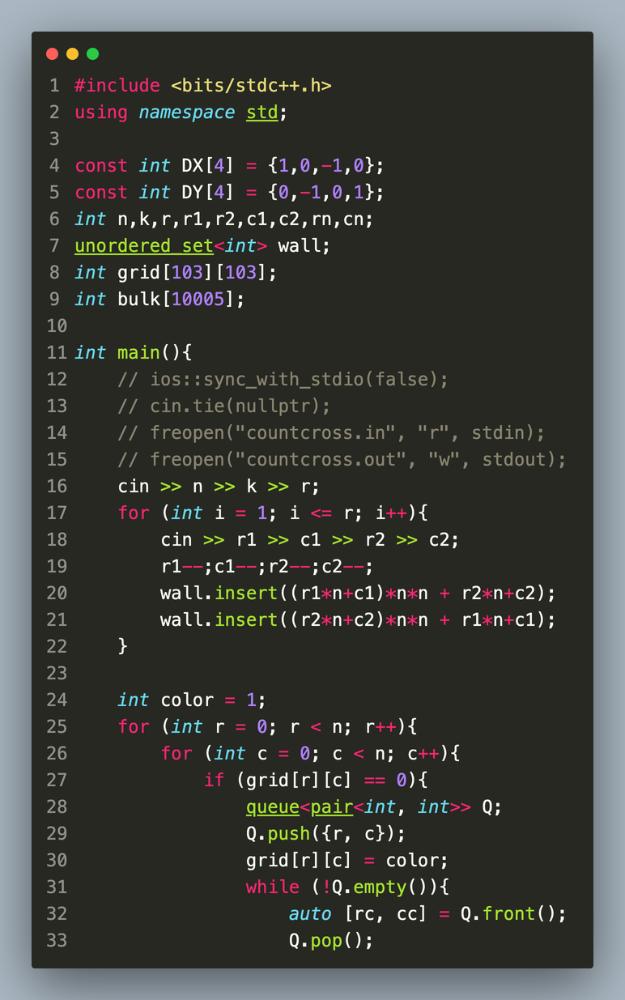 1 #include <bits/stdc++.h>
2 using namespace std;
3
4 const int DX[4] = {1,0,-1,0};
5 const int DY[4] = {0,-1,0,1};
6 int n,k,r,r1,r2,c1,c2,rn,cn;
7 unordered_set<int> wall;
8 int grid[103][103];
9 int bulk[10005];
10
11 int main(){
12     // ios::sync_with_stdio(false);
13     // cin.tie(nullptr);
14     // freopen("countcross.in", "r", stdin);
15     // freopen("countcross.out", "w", stdout);
16     cin >> n >> k >> r;
17     for (int i = 1; i <= r; i++){
18         cin >> r1 >> c1 >> r2 >> c2;
19         r1--;c1--;r2--;c2--;
20         wall.insert((r1*n+c1)*n*n + r2*n+c2);
21         wall.insert((r2*n+c2)*n*n + r1*n+c1);
22     }
23
24     int color = 1;
25     for (int r = 0; r < n; r++){
26         for (int c = 0; c < n; c++){
27             if (grid[r][c] == 0){
28                 queue<pair<int, int>> Q;
29                 Q.push({r, c});
30                 grid[r][c] = color;
31                 while (!Q.empty()){
32                     auto [rc, cc] = Q.front();
33                     Q.pop();